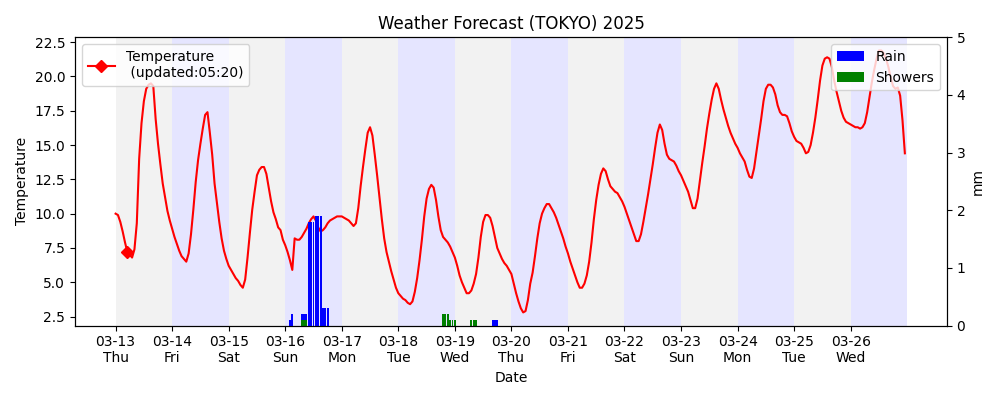 Weather Forecast (TOKYO) 2025
Temperature
(updated:05:20)
Rain
Showers
Temperature
22.5
20.0
17.5
15.0
12.5
10.0
7.5
5.0
2.5
5
4
3
2
1
0
mm
03-13 03-14 03-15 03-16 03-17 03-18 03-19 03-20 03-21 03-22 03-23 03-24 03-25 03-26
Thu Fri Sat Sun Mon Tue Wed Thu Fri Sat Sun Mon Tue Wed
Date